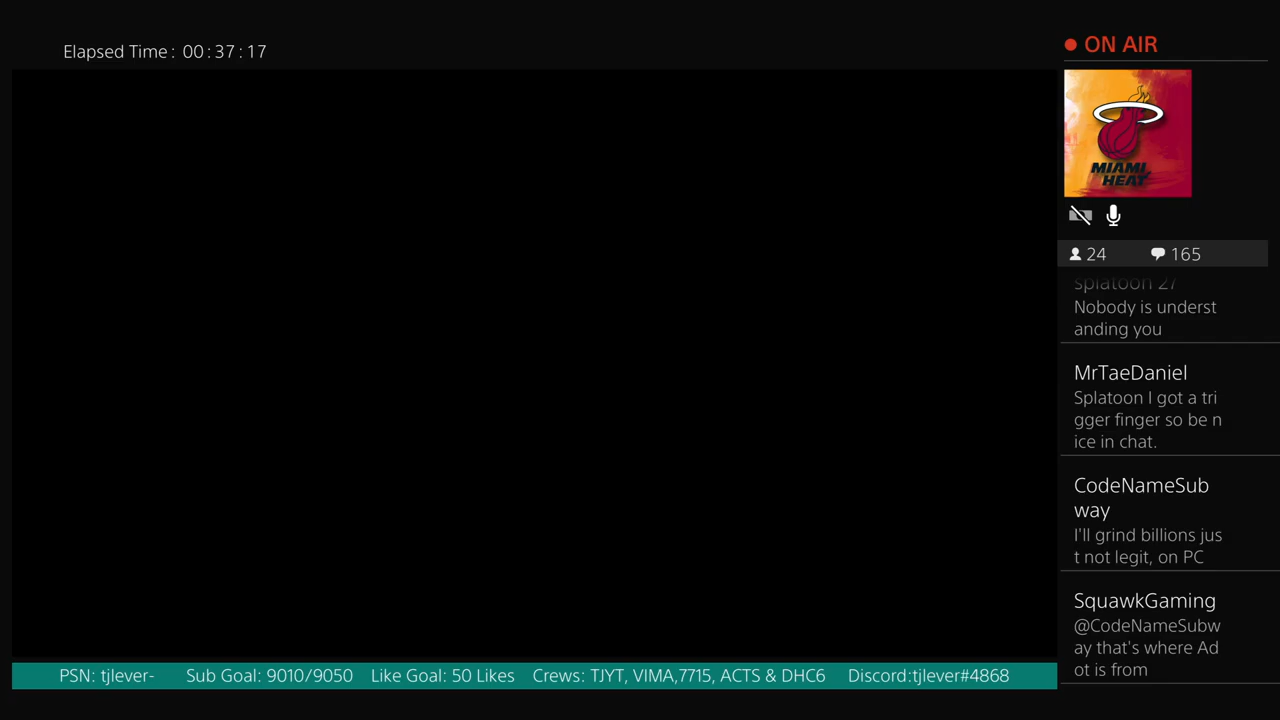 Elapsed Time: 00:37:17
ON AIR
MIAMI
HEAT
24 165
splatoon 27
Nobody is underst
anding you
MrTaeDaniel
Splatoon I got a tri
gger finger so be n
ice in chat.
CodeNameSub
way
I'll grind billions jus
t not legit, on PC
SquawkGaming
@CodeNameSubw
ay that's where Ad
ot is from
PSN: tjlever- Sub Goal: 9010/9050 Like Goal: 50 Likes Crews: TJYT, VIMA,7715, ACTS & DHC6 Discord:tjlever#4868